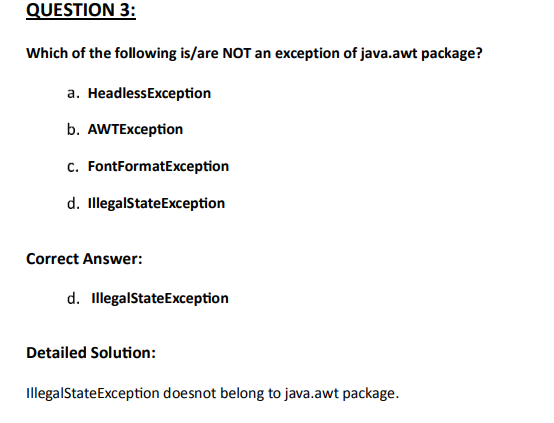 QUESTION 3:
Which of the following is/are NOT an exception of java.awt package?
a. HeadlessException
b. AWTException
c. FontFormatException
d. IllegalStateException
Correct Answer:
d. IllegalStateException
Detailed Solution:
IllegalStateException doesnot belong to java.awt package.